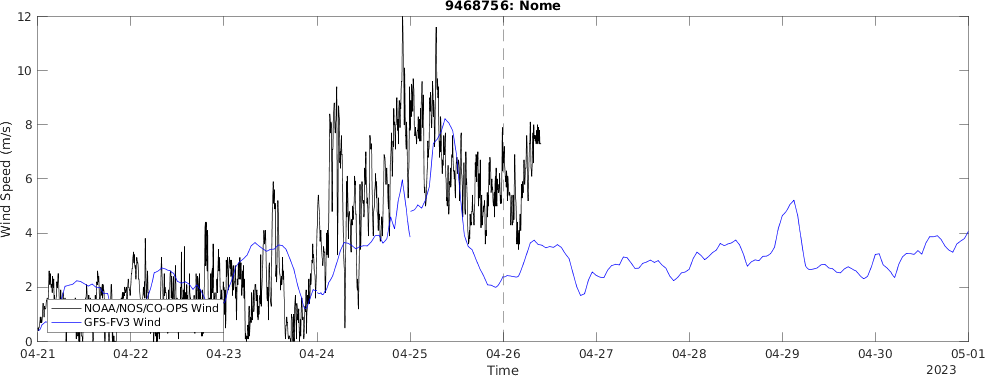 9468756: Nome
12
10
8
6
4
2
0
Wind Speed (m/s)
NOAA/NOS/CO-OPS Wind
GFS-FV3 Wind
04-21 04-22 04-23 04-24 04-25 04-26 04-27 04-28 04-29 04-30 05-01
Time
2023